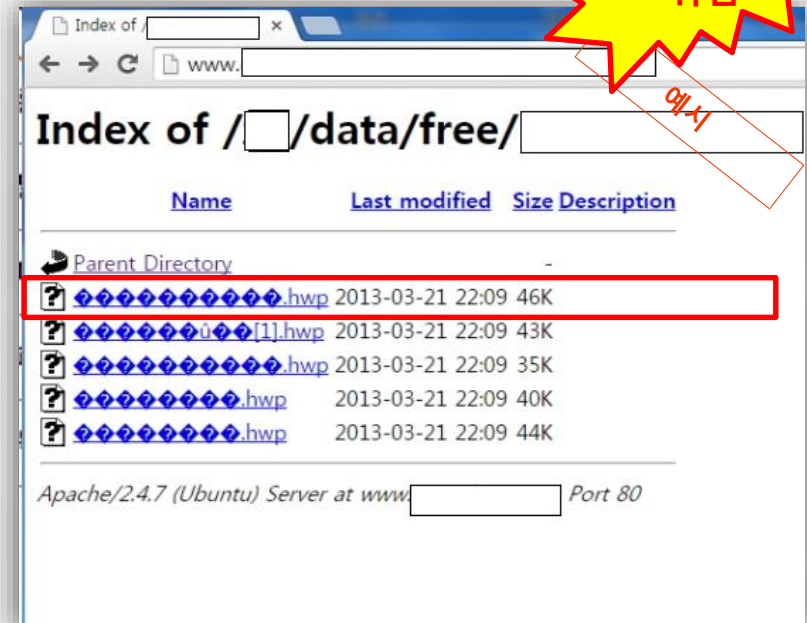 Index of /
www.
예시
Index of / /data/free/
Name Last modified Size Description
Parent Directory -
�����������.hwp 2013-03-21 22:09 46K
������û��[1].hwp 2013-03-21 22:09 43K
�����������.hwp 2013-03-21 22:09 35K
��������.hwp 2013-03-21 22:09 40K
��������.hwp 2013-03-21 22:09 44K
Apache/2.4.7 (Ubuntu) Server at www. Port 80